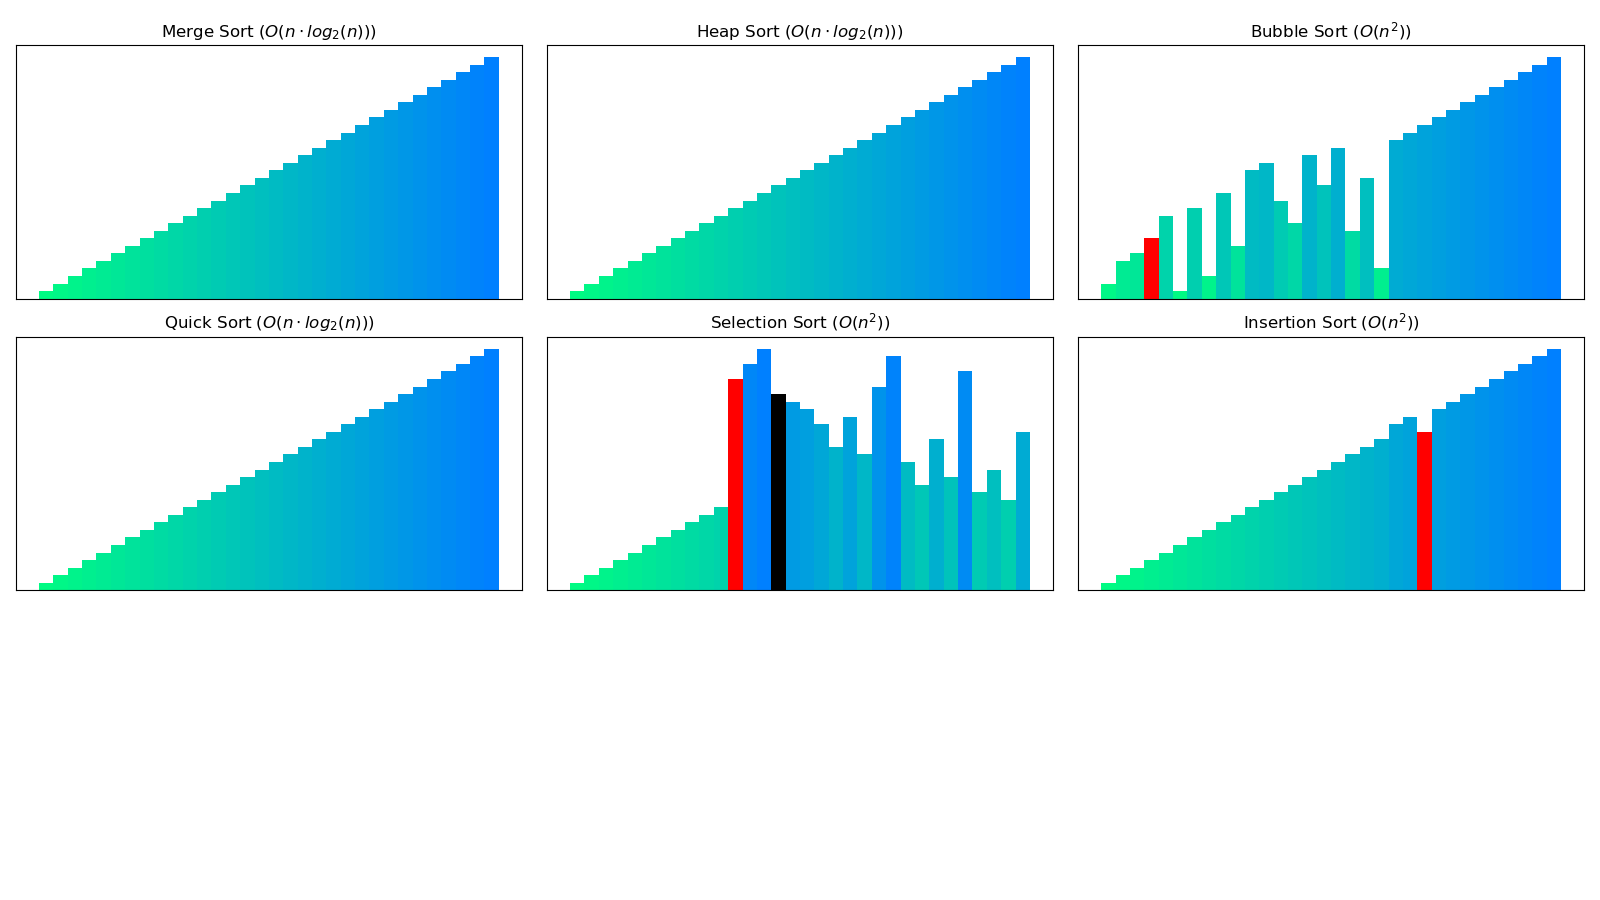 Merge Sort (O(n · log₂(n)))
Heap Sort (O(n · log₂(n)))
Bubble Sort (O(n²))
Quick Sort (O(n · log₂(n)))
Selection Sort (O(n²))
Insertion Sort (O(n²))